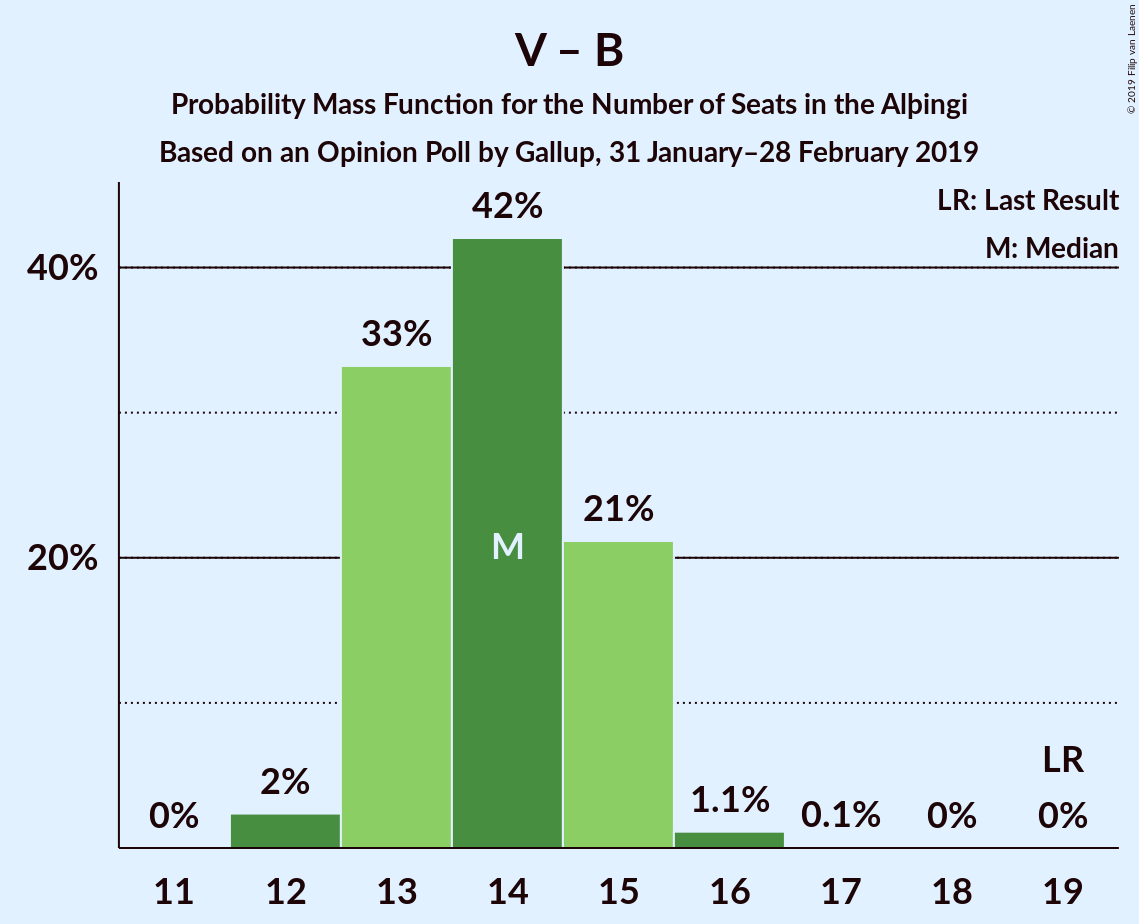 V – B
Probability Mass Function for the Number of Seats in the Alþingi
Based on an Opinion Poll by Gallup, 31 January–28 February 2019
© 2019 Filip van Laenen
LR: Last Result
M: Median
40%
20%
0%
2%
33%
42%
M
21%
1.1%
0.1%
0%
LR
0%
11 12 13 14 15 16 17 18 19